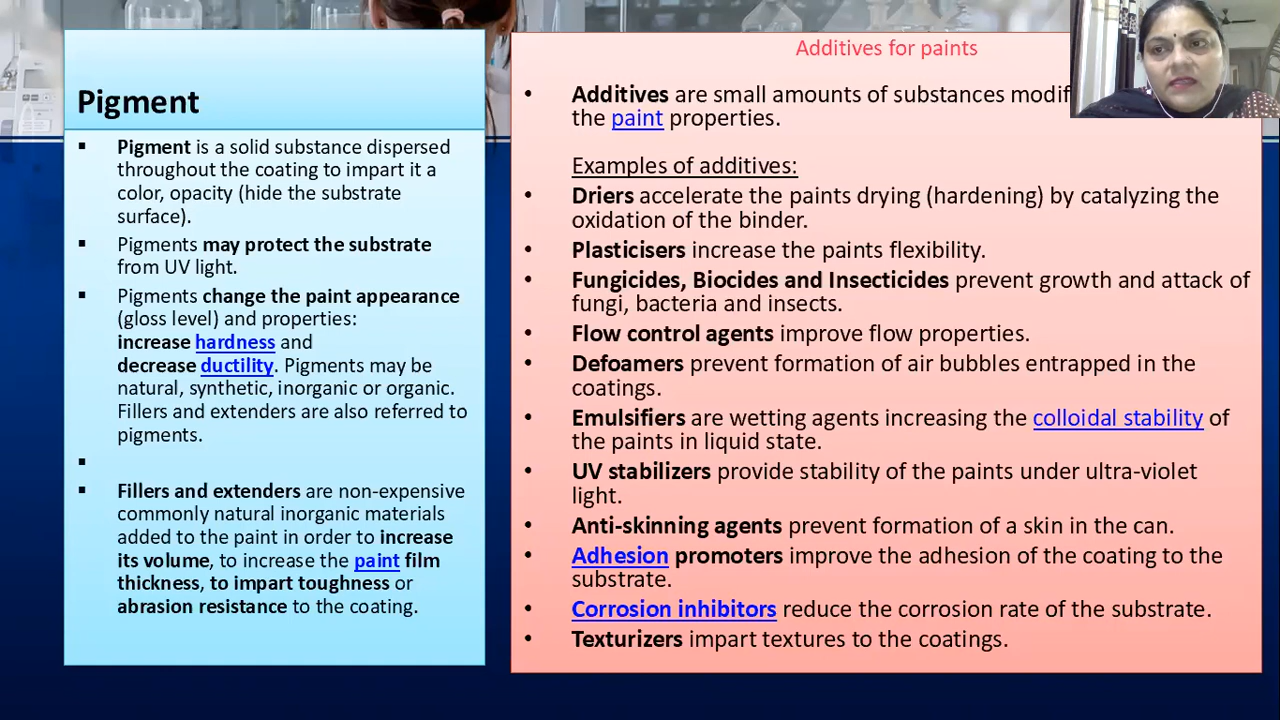 Pigment
▪ Pigment is a solid substance dispersed
throughout the coating to impart it a
color, opacity (hide the substrate
surface).
▪ Pigments may protect the substrate
from UV light.
▪ Pigments change the paint appearance
(gloss level) and properties:
increase hardness and
decrease ductility. Pigments may be
natural, synthetic, inorganic or organic.
Fillers and extenders are also referred to
pigments.
▪
▪ Fillers and extenders are non-expensive
commonly natural inorganic materials
added to the paint in order to increase
its volume, to increase the paint film
thickness, to impart toughness or
abrasion resistance to the coating.
Additives for paints
• Additives are small amounts of substances modif
the paint properties.
Examples of additives:
• Driers accelerate the paints drying (hardening) by catalyzing the
oxidation of the binder.
• Plasticisers increase the paints flexibility.
• Fungicides, Biocides and Insecticides prevent growth and attack of
fungi, bacteria and insects.
• Flow control agents improve flow properties.
• Defoamers prevent formation of air bubbles entrapped in the
coatings.
• Emulsifiers are wetting agents increasing the colloidal stability of
the paints in liquid state.
• UV stabilizers provide stability of the paints under ultra-violet
light.
• Anti-skinning agents prevent formation of a skin in the can.
• Adhesion promoters improve the adhesion of the coating to the
substrate.
• Corrosion inhibitors reduce the corrosion rate of the substrate.
• Texturizers impart textures to the coatings.